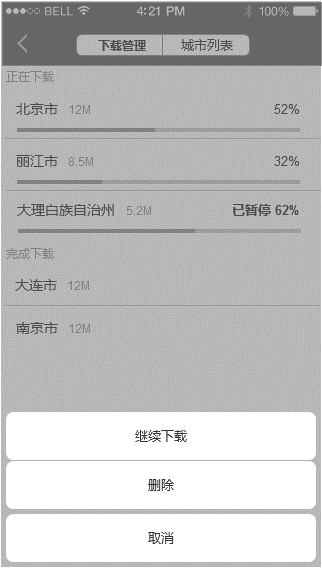 BELL 4:21 PM 100%
下载管理 城市列表
正在下载
北京市 12M 52%
丽江市 8.5M 32%
大理白族自治州 5.2M 已暂停 62%
完成下载
大连市 12M
南京市 12M
继续下载
删除
取消